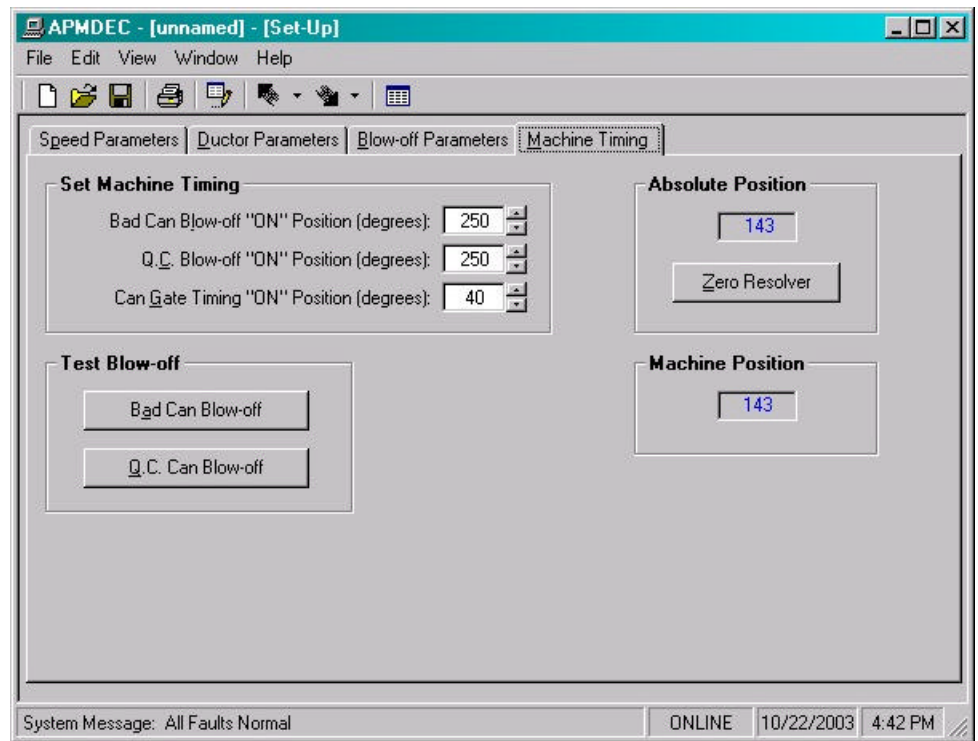 APMDEC - [unnamed] - [Set-Up]
File Edit View Window Help
Speed Parameters Ductor Parameters Blow-off Parameters Machine Timing
Set Machine Timing
Bad Can Blow-off "ON" Position (degrees): 250
Q.C. Blow-off "ON" Position (degrees): 250
Can Gate Timing "ON" Position (degrees): 40
Absolute Position
143
Zero Resolver
Test Blow-off
Bad Can Blow-off
Q.C. Can Blow-off
Machine Position
143
System Message: All Faults Normal ONLINE 10/22/2003 4:42 PM